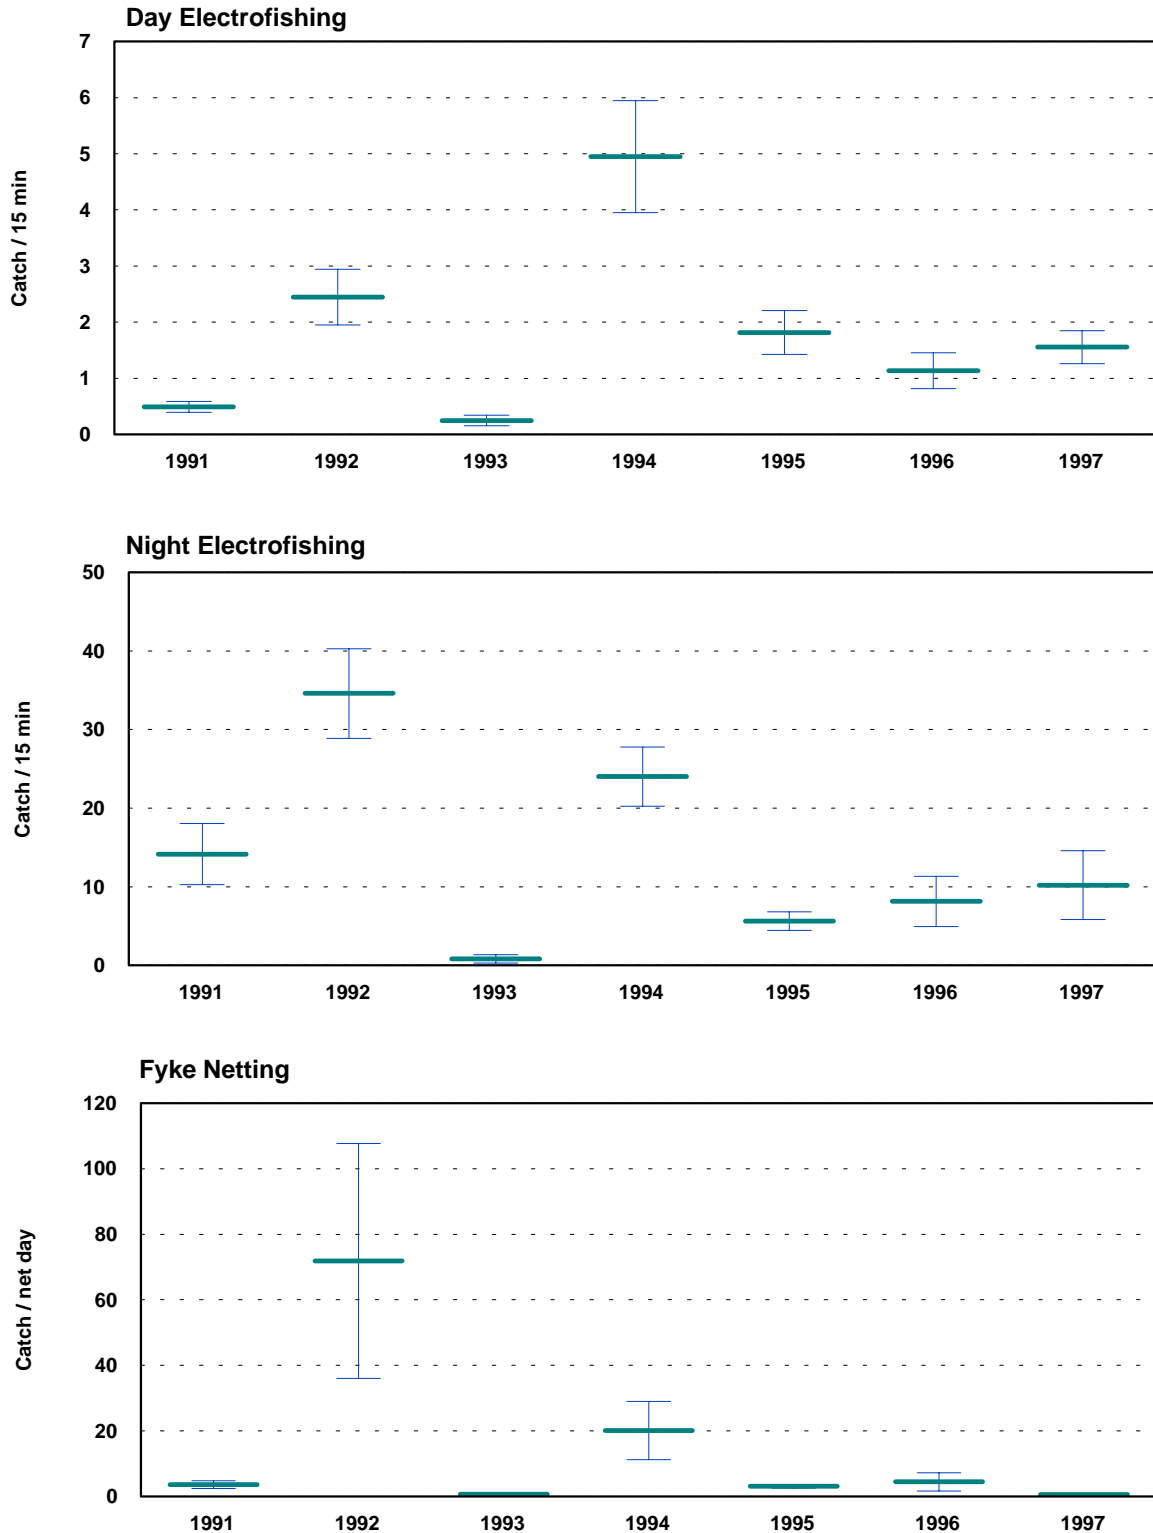 Day Electrofishing
7
6
5
4
3
2
1
0
Catch / 15 min
1991 1992 1993 1994 1995 1996 1997
Night Electrofishing
50
40
30
20
10
0
Catch / 15 min
1991 1992 1993 1994 1995 1996 1997
Fyke Netting
120
100
80
60
40
20
0
Catch / net day
1991 1992 1993 1994 1995 1996 1997